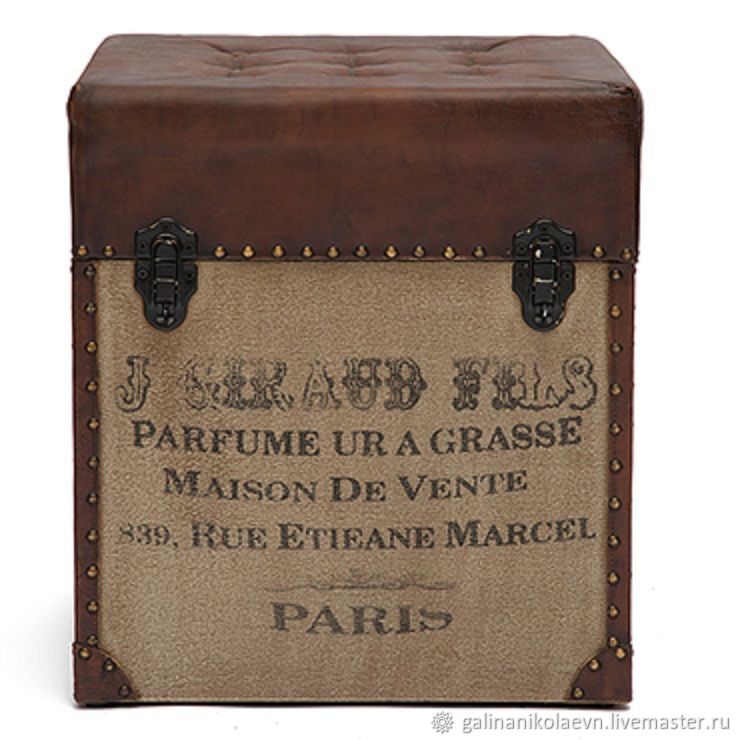 J GIRAUD FILS
PARFUME UR A GRASSE
MAISON DE VENTE
839, RUE ETIEANE MARCEL
PARIS
galinanikolaevn.livemaster.ru